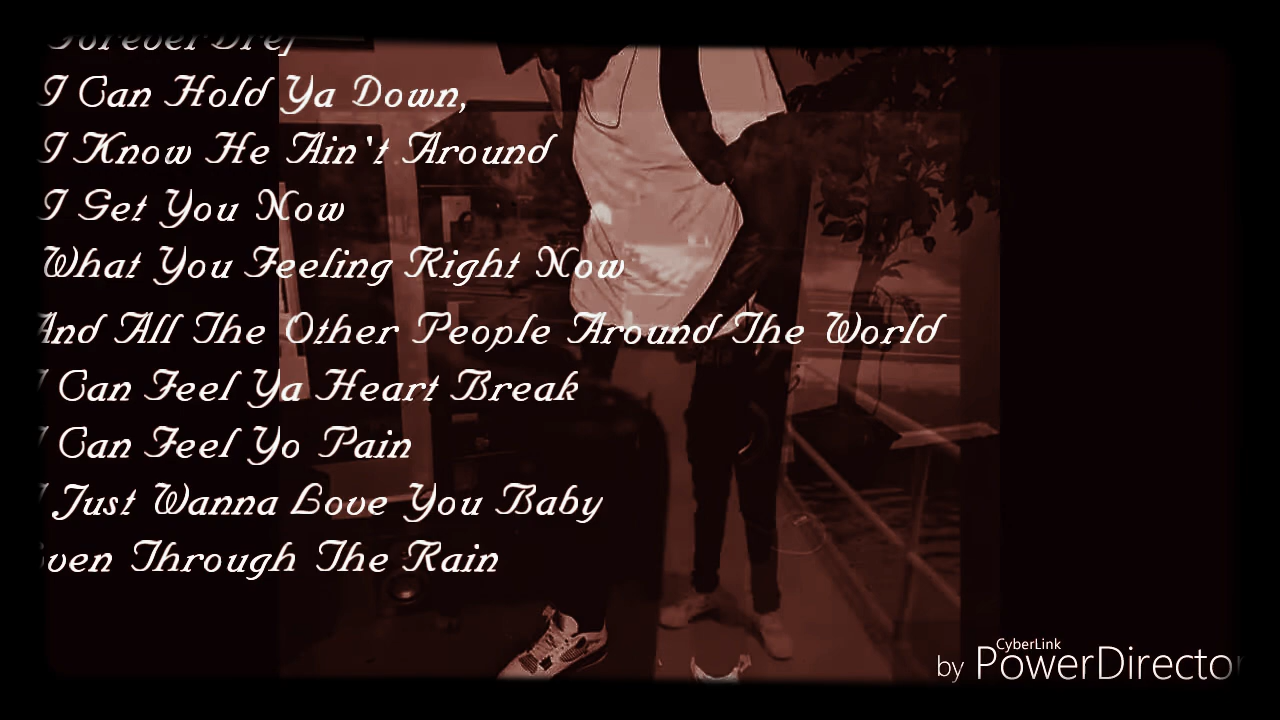 ForeverDref
I Can Hold Ya Down,
I Know He Ain't Around
I Get You Now
What You Feeling Right Now
And All The Other People Around The World
I Can Feel Ya Heart Break
I Can Feel Yo Pain
I Just Wanna Love You Baby
Even Through The Rain
CyberLink
by PowerDirector